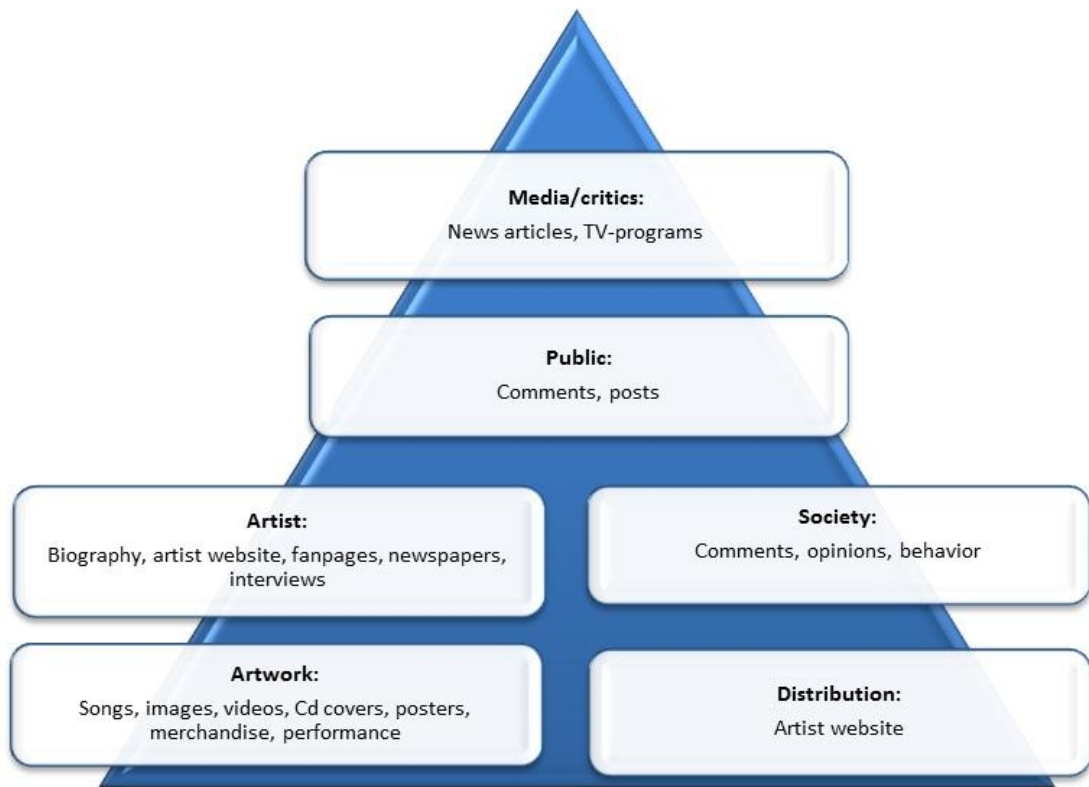 Media/critics:
News articles, TV-programs
Public:
Comments, posts
Artist:
Biography, artist website, fanpages, newspapers,
interviews
Society:
Comments, opinions, behavior
Artwork:
Songs, images, videos, Cd covers, posters,
merchandise, performance
Distribution:
Artist website